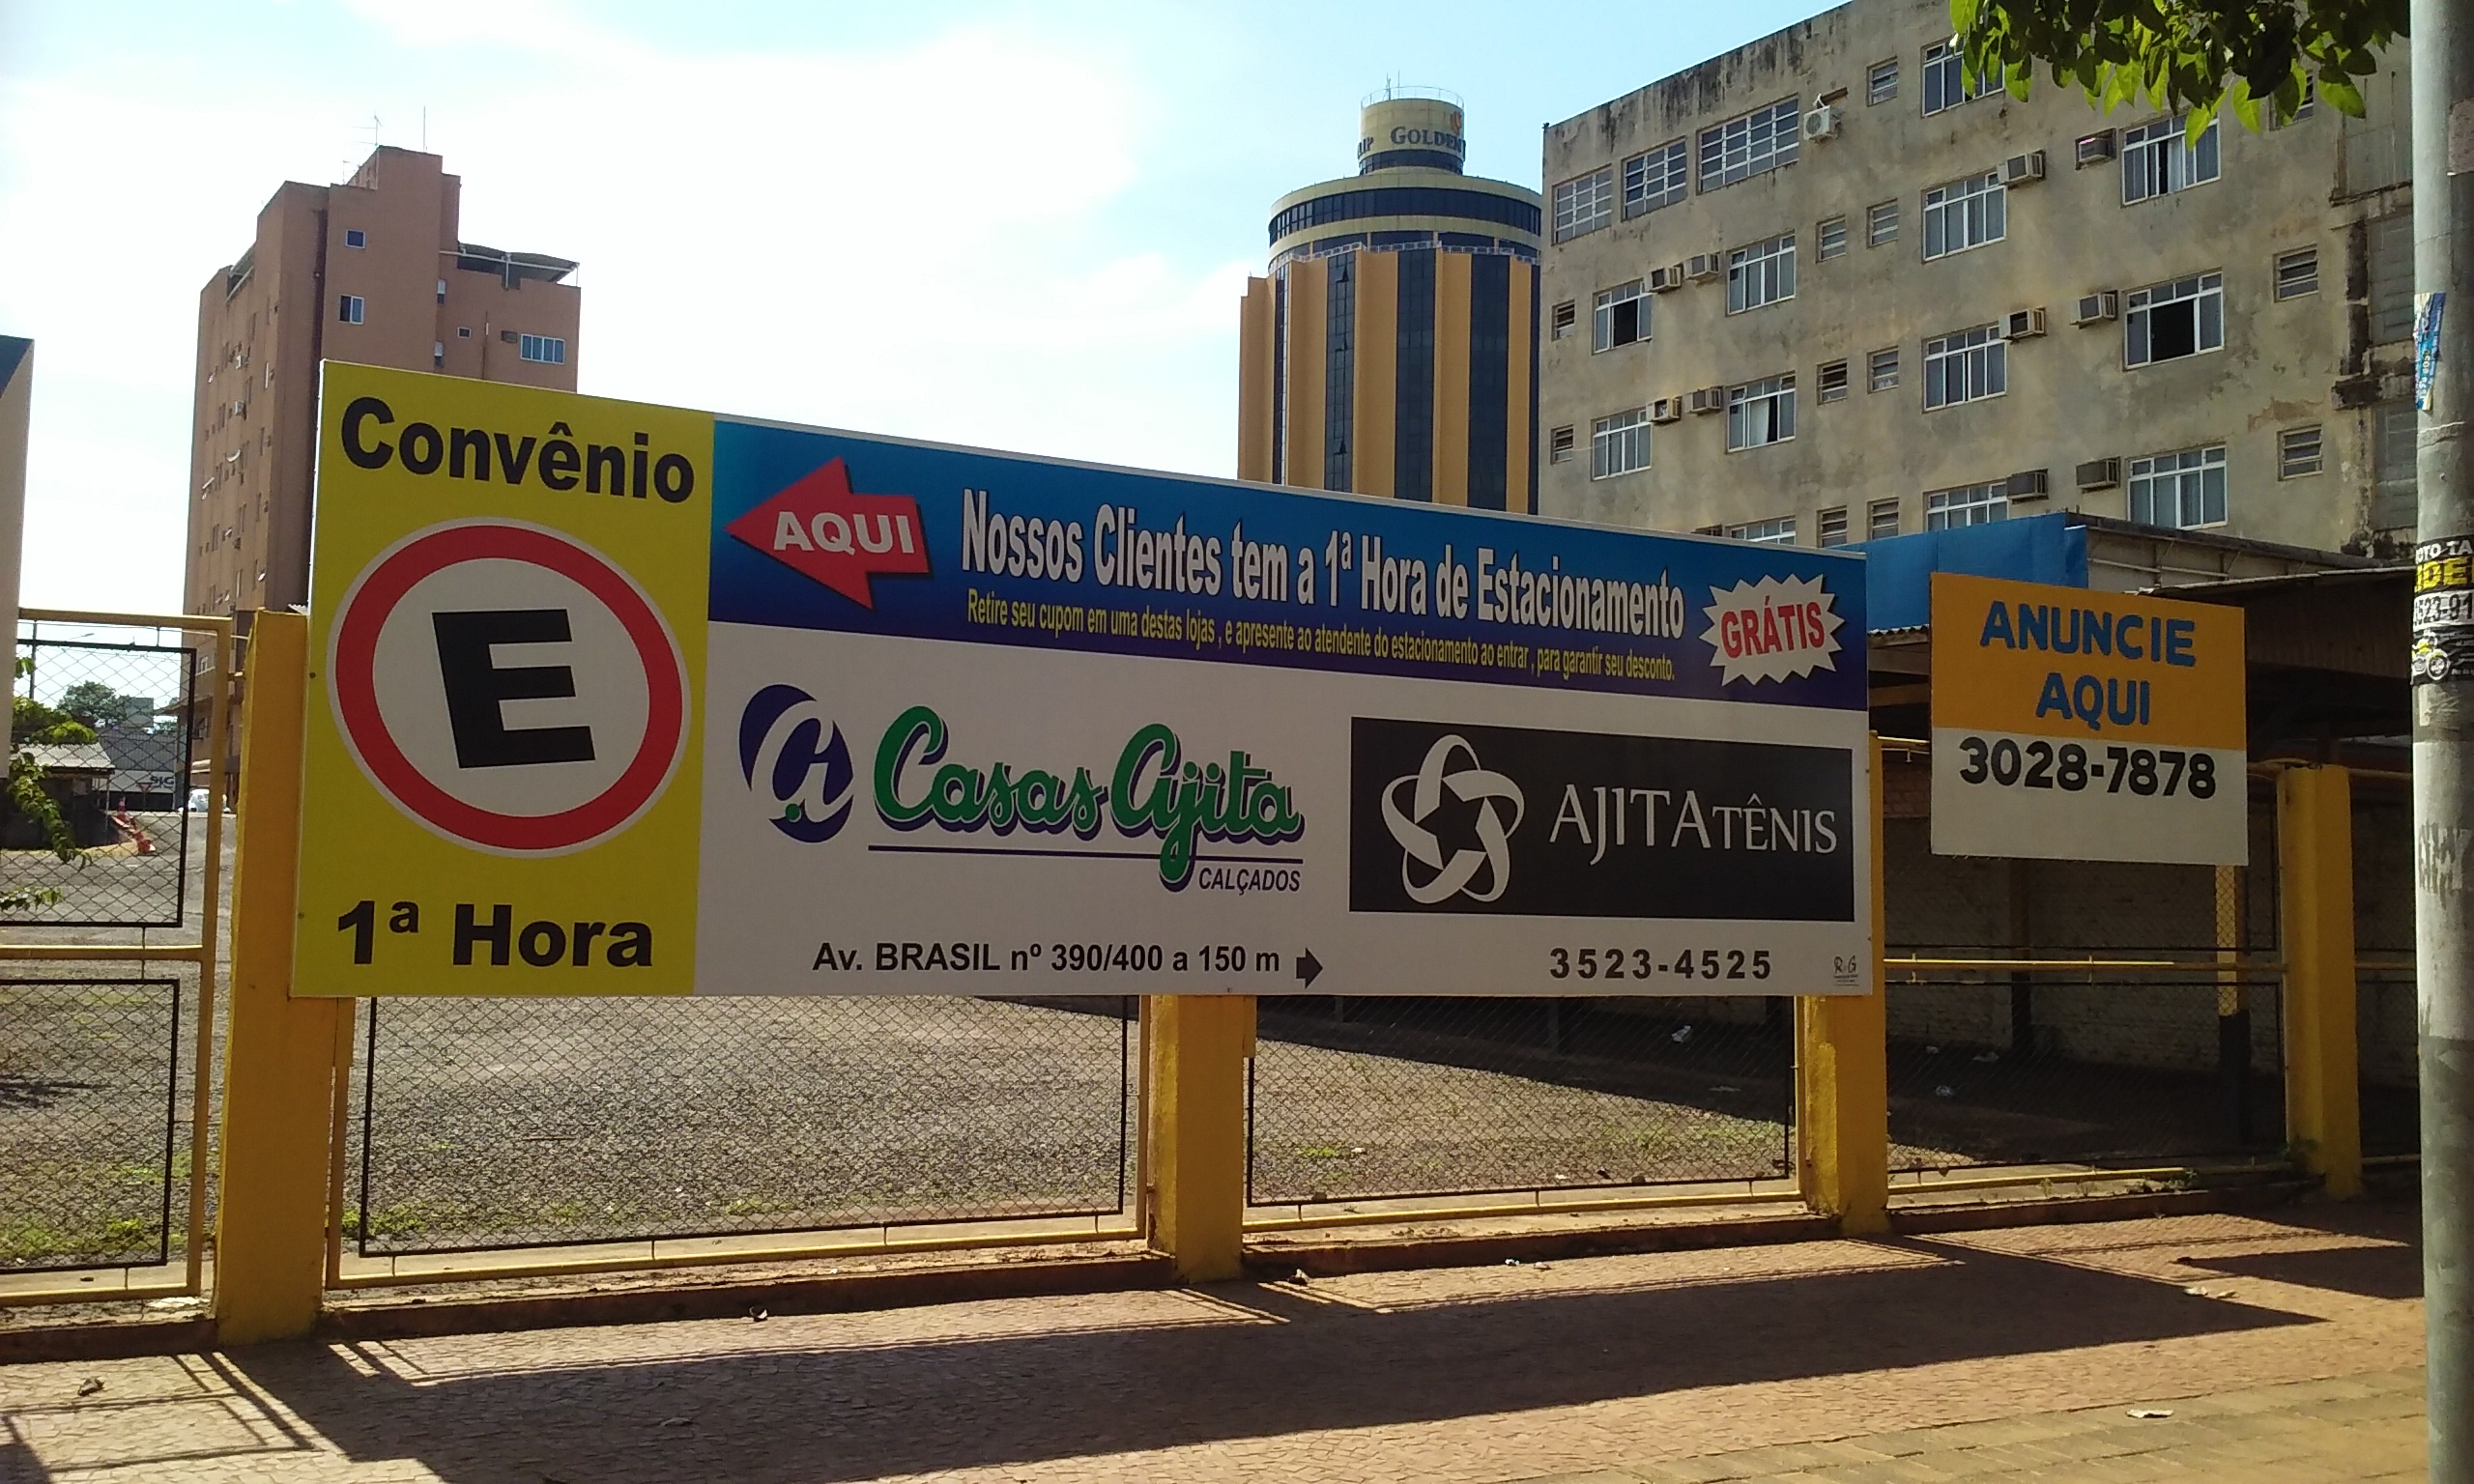 GOLDEN
Convênio
E
1ª Hora
AQUI
Nossos Clientes tem a 1ª Hora de Estacionamento
GRÁTIS
Retire seu cupom em uma destas lojas , e apresente ao atendente do estacionamento ao entrar , para garantir seu desconto.
Casas Ajita
CALÇADOS
AJITA TÊNIS
Av. BRASIL nº 390/400 a 150 m
3523-4525
ANUNCIE
AQUI
3028-7878